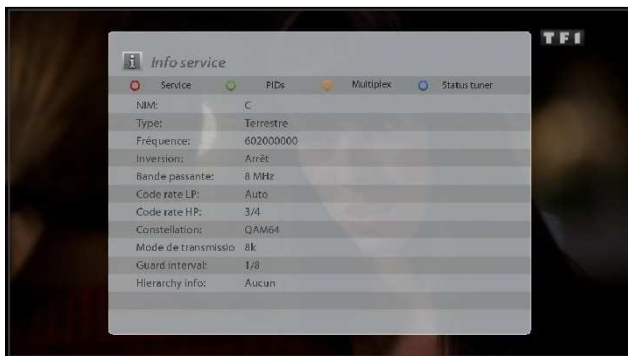 TF1
i Info service
Service PIDs Multiplex Status tuner
NIM: C
Type: Terrestre
Fréquence: 602000000
Inversion: Arrêt
Bande passante: 8 MHz
Code rate LP: Auto
Code rate HP: 3/4
Constellation: QAM64
Mode de transmissio 8k
Guard interval: 1/8
Hierarchy info: Aucun